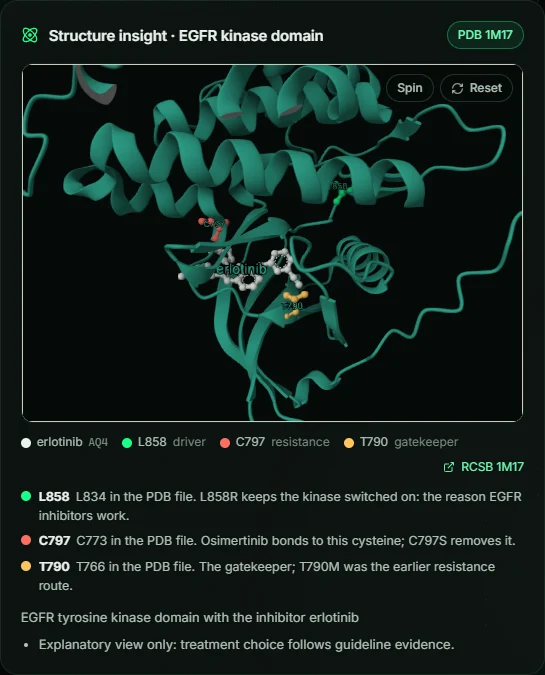 Structure insight · EGFR kinase domain
PDB 1M17
Spin
Reset
erlotinib
erlotinib AQ4
L858 driver
C797 resistance
T790 gatekeeper
RCSB 1M17
L858 L834 in the PDB file. L858R keeps the kinase switched on: the reason EGFR
inhibitors work.
C797 C773 in the PDB file. Osimertinib bonds to this cysteine; C797S removes it.
T790 T766 in the PDB file. The gatekeeper; T790M was the earlier resistance
route.
EGFR tyrosine kinase domain with the inhibitor erlotinib
• Explanatory view only: treatment choice follows guideline evidence.